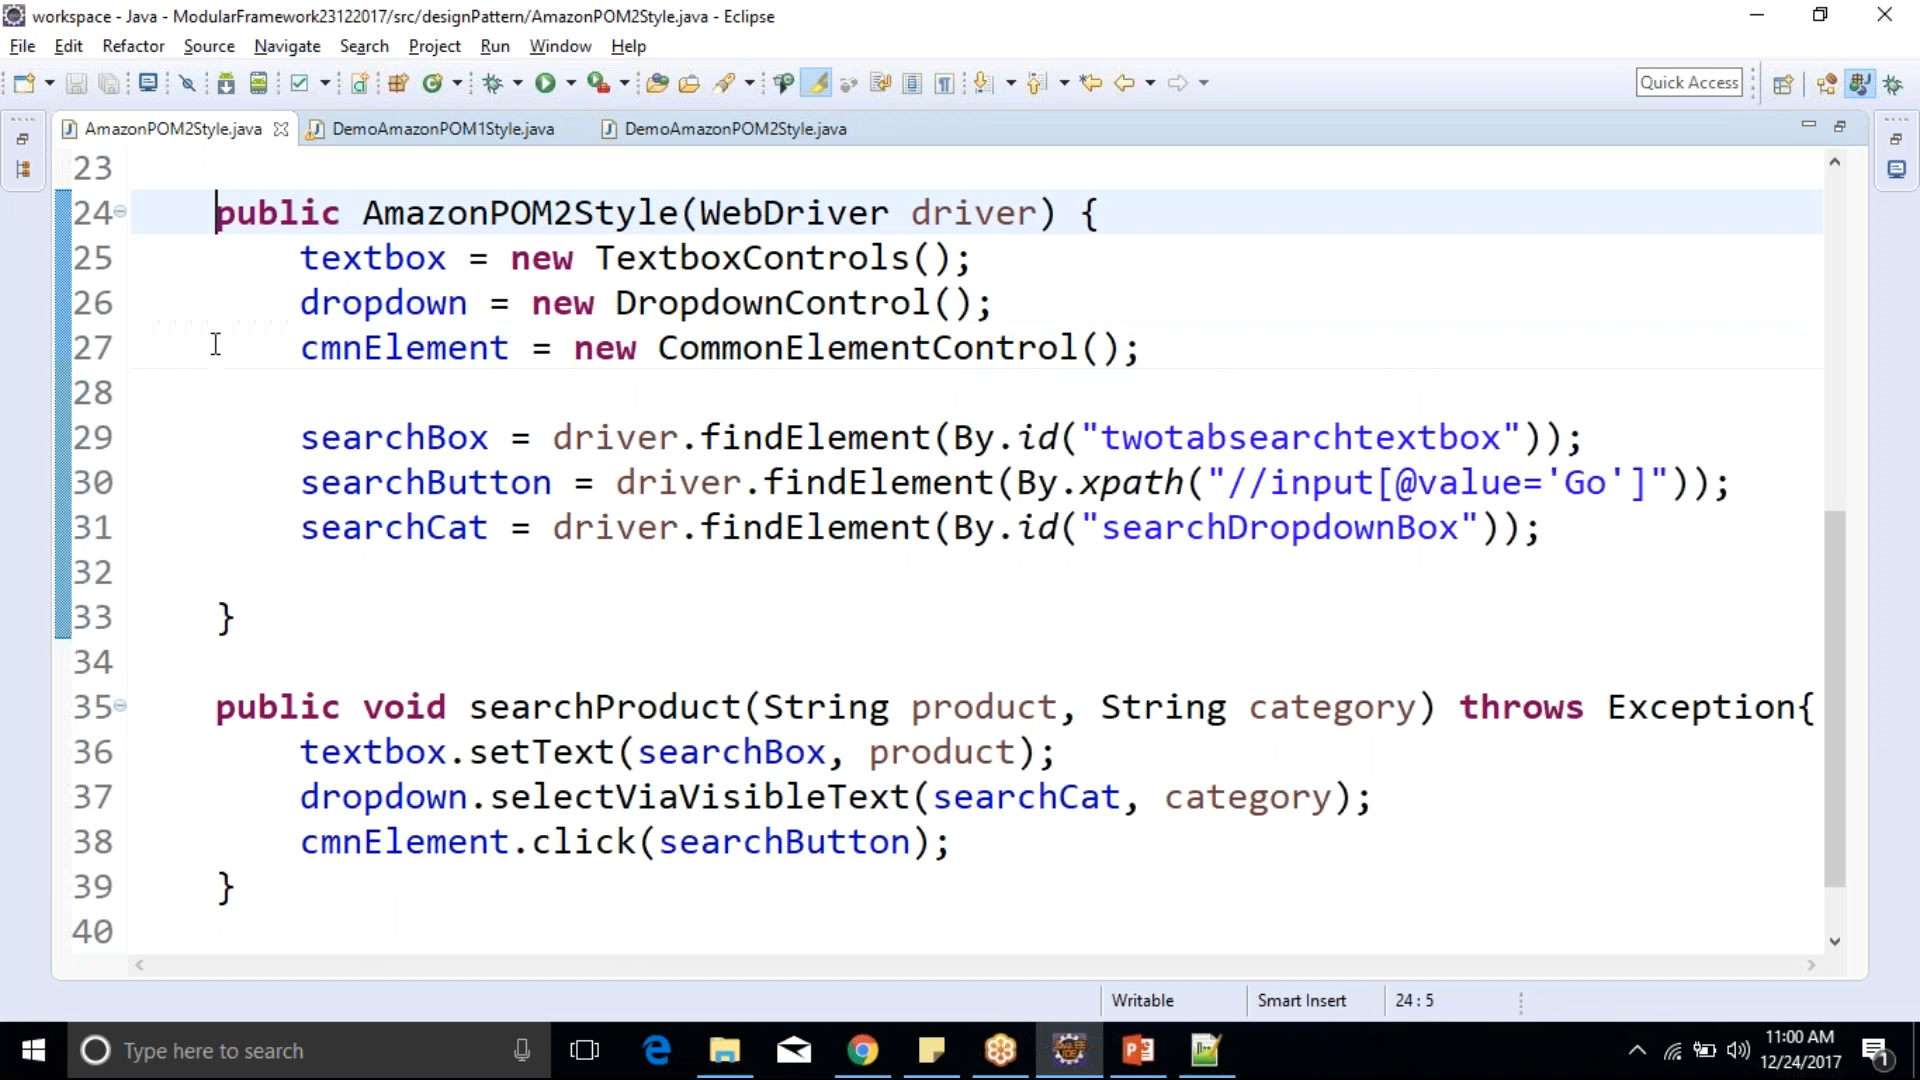 workspace - Java - ModularFramework23122017/src/designPattern/AmazonPOM2Style.java - Eclipse
File Edit Refactor Source Navigate Search Project Run Window Help
Quick Access
AmazonPOM2Style.java DemoAmazonPOM1Style.java DemoAmazonPOM2Style.java
23
24 public AmazonPOM2Style(WebDriver driver) {
25 textbox = new TextboxControls();
26 dropdown = new DropdownControl();
27 cmnElement = new CommonElementControl();
28
29 searchBox = driver.findElement(By.id("twotabsearchtextbox"));
30 searchButton = driver.findElement(By.xpath("//input[@value='Go']"));
31 searchCat = driver.findElement(By.id("searchDropdownBox"));
32
33 }
34
35 public void searchProduct(String product, String category) throws Exception{
36 textbox.setText(searchBox, product);
37 dropdown.selectViaVisibleText(searchCat, category);
38 cmnElement.click(searchButton);
39 }
40
Writable Smart Insert 24 : 5
Type here to search
11:00 AM
12/24/2017
1